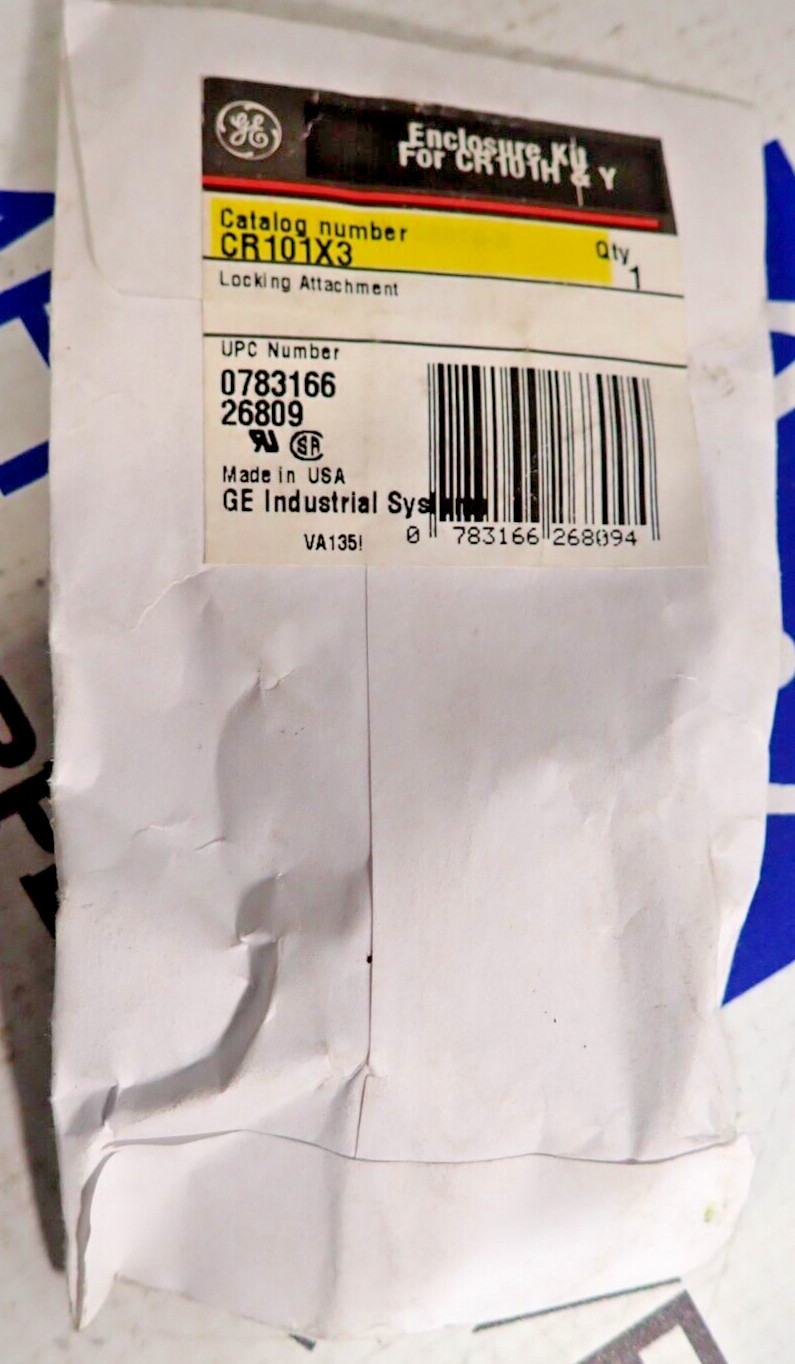 GE
Enclosure Kit
For CR101H & Y
Catalog number
CR101X3
Qty
1
Locking Attachment
UPC Number
0783166
26809
Made in USA
GE Industrial Systems
VA135!
0 783166 268094